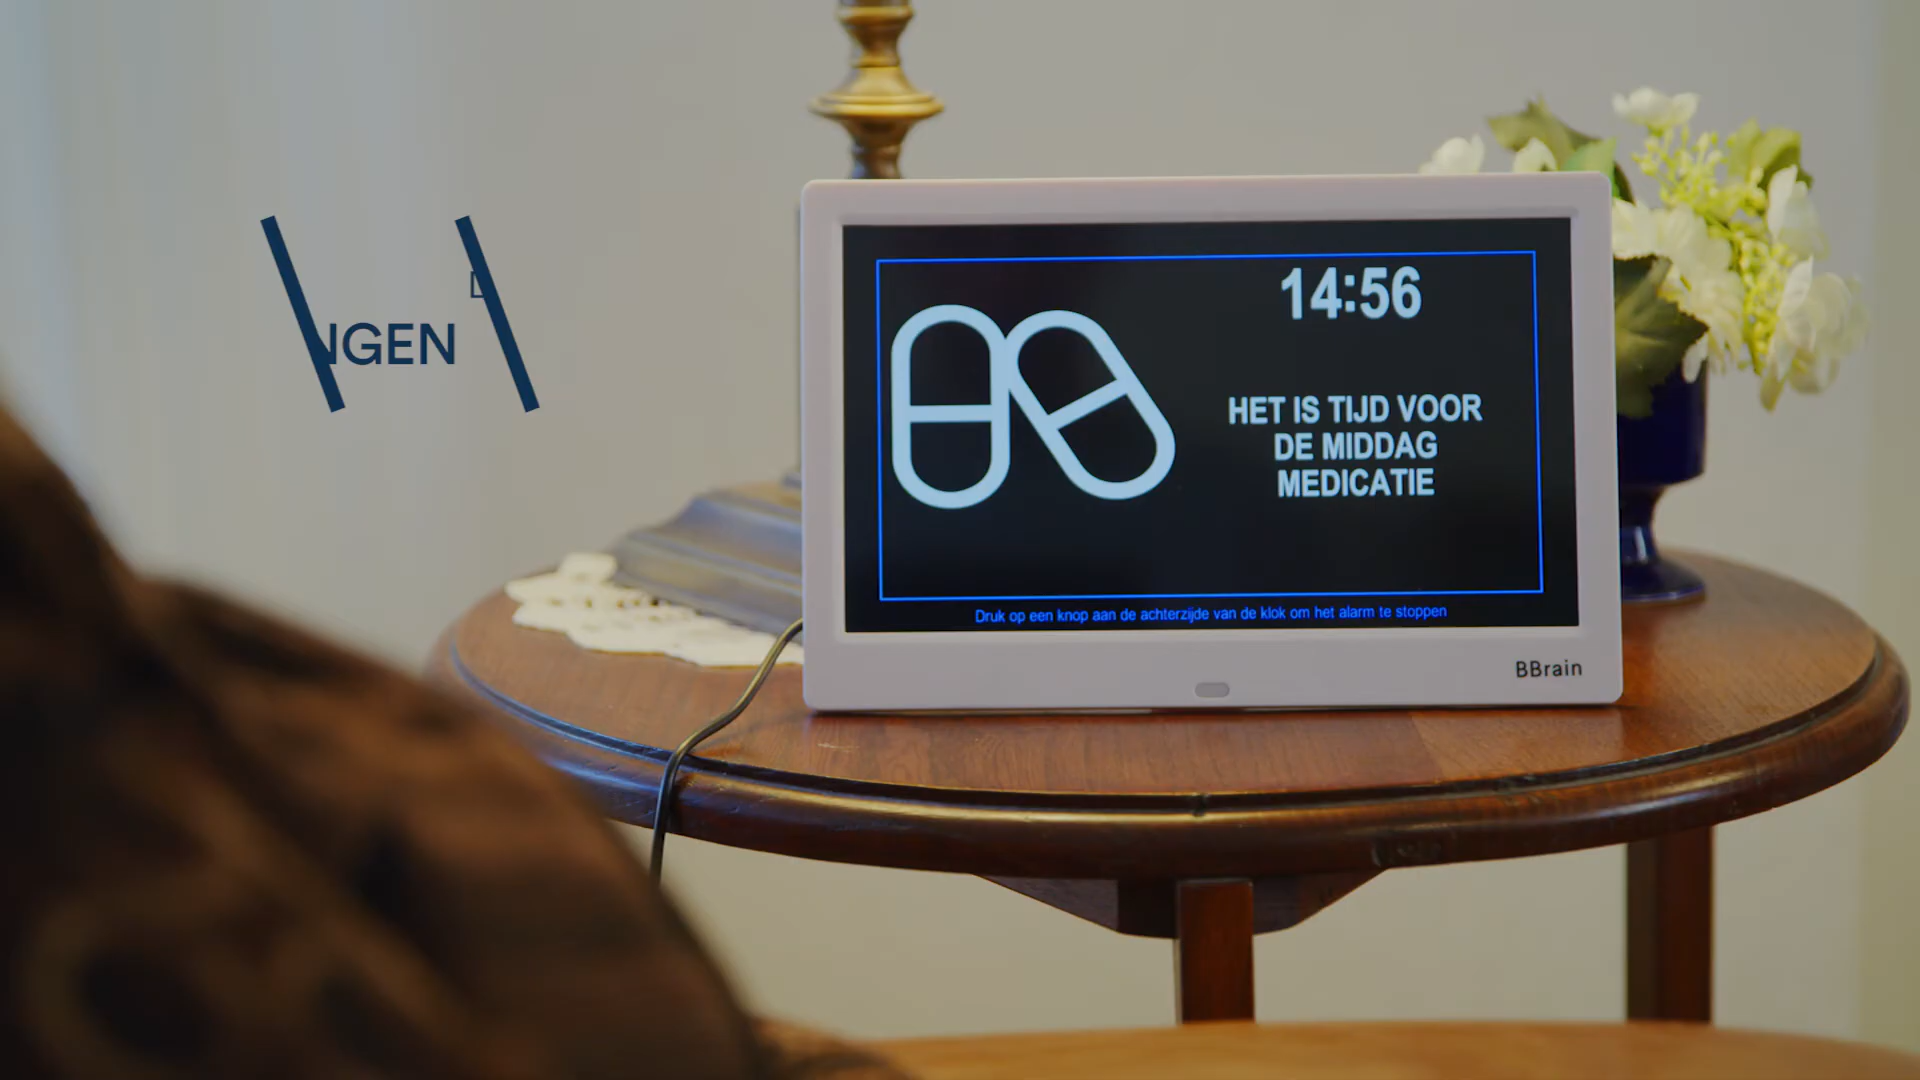 14:56
HET IS TIJD VOOR
DE MIDDAG
MEDICATIE
Druk op een knop aan de achterzijde van de klok om het alarm te stoppen
BBrain